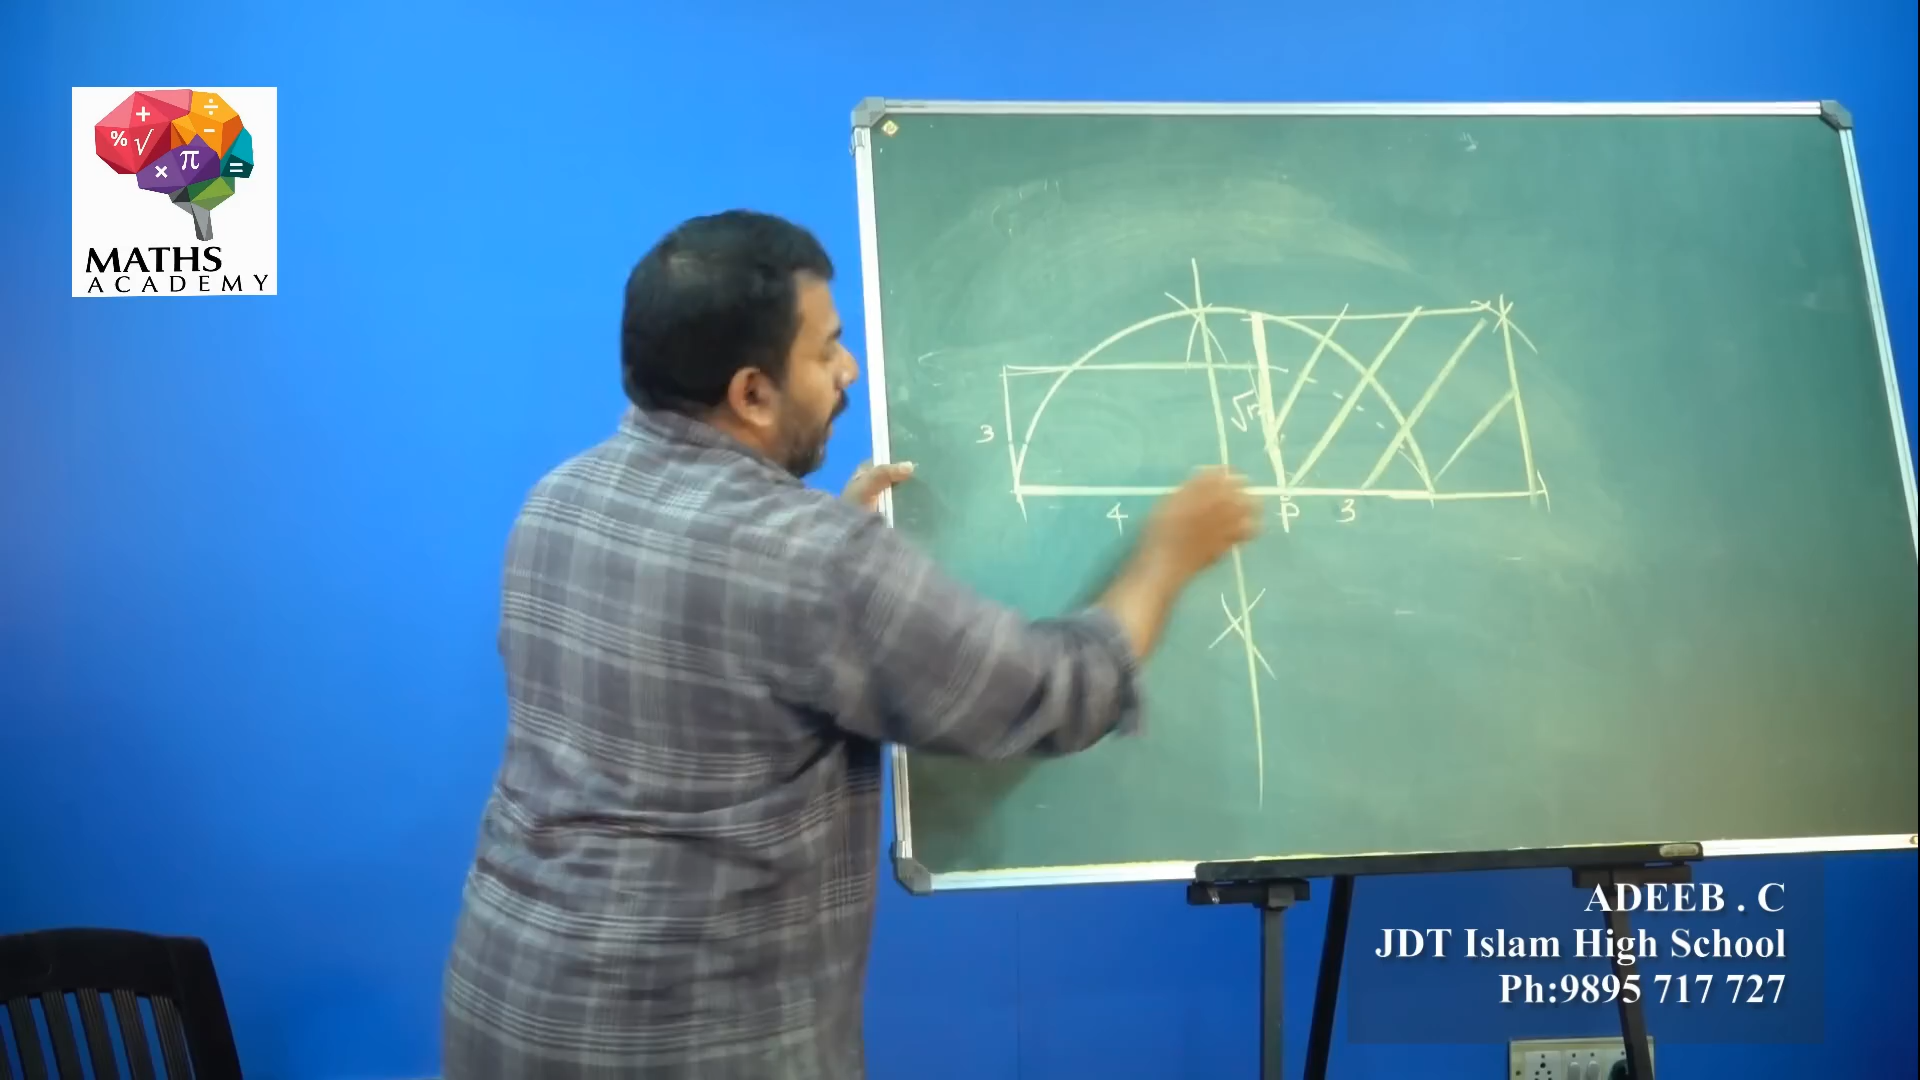 +
÷
% √
−
π
×
=
MATHS
ACADEMY
3
4
P
3
ADEEB . C
JDT Islam High School
Ph:9895 717 727